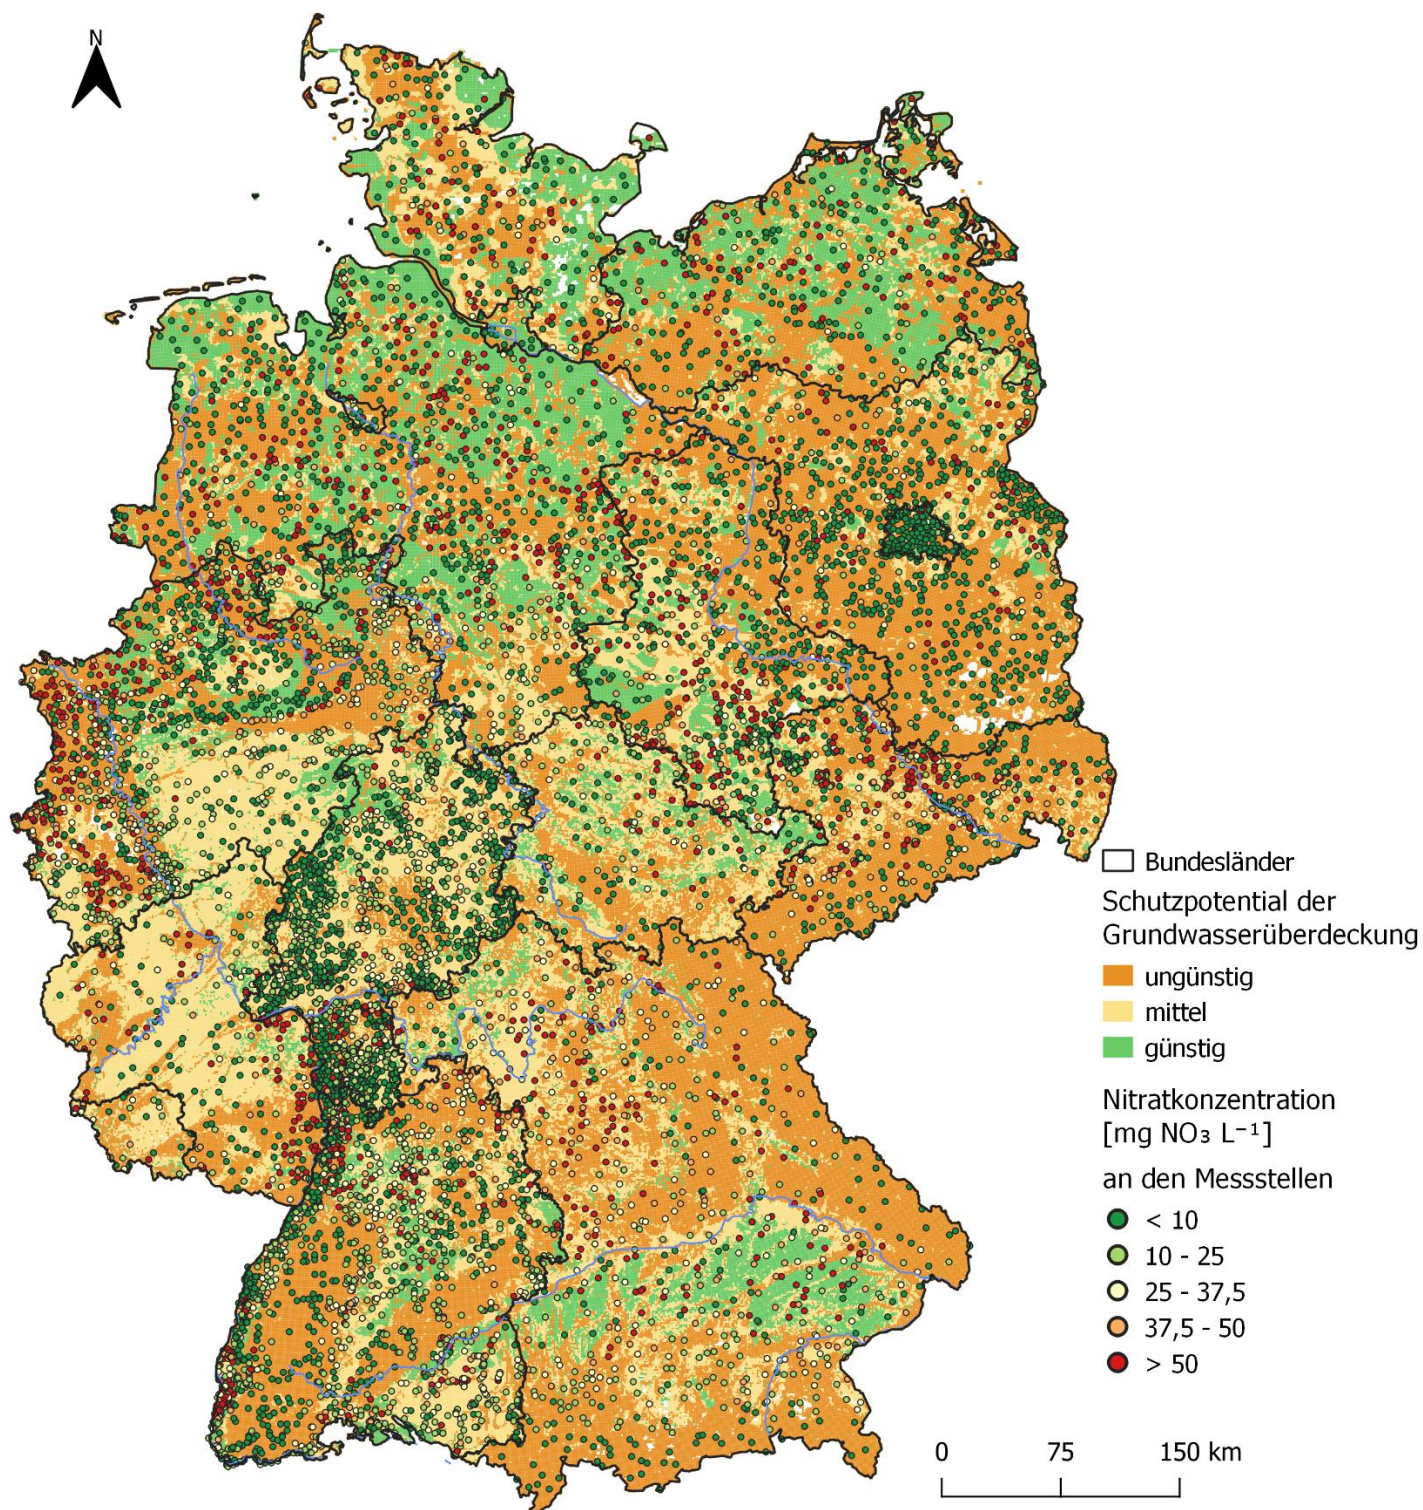 N
Bundesländer
Schutzpotential der
Grundwasserüberdeckung
ungünstig
mittel
günstig
Nitratkonzentration
[mg NO₃ L⁻¹]
an den Messstellen
< 10
10 - 25
25 - 37,5
37,5 - 50
> 50
0 75 150 km